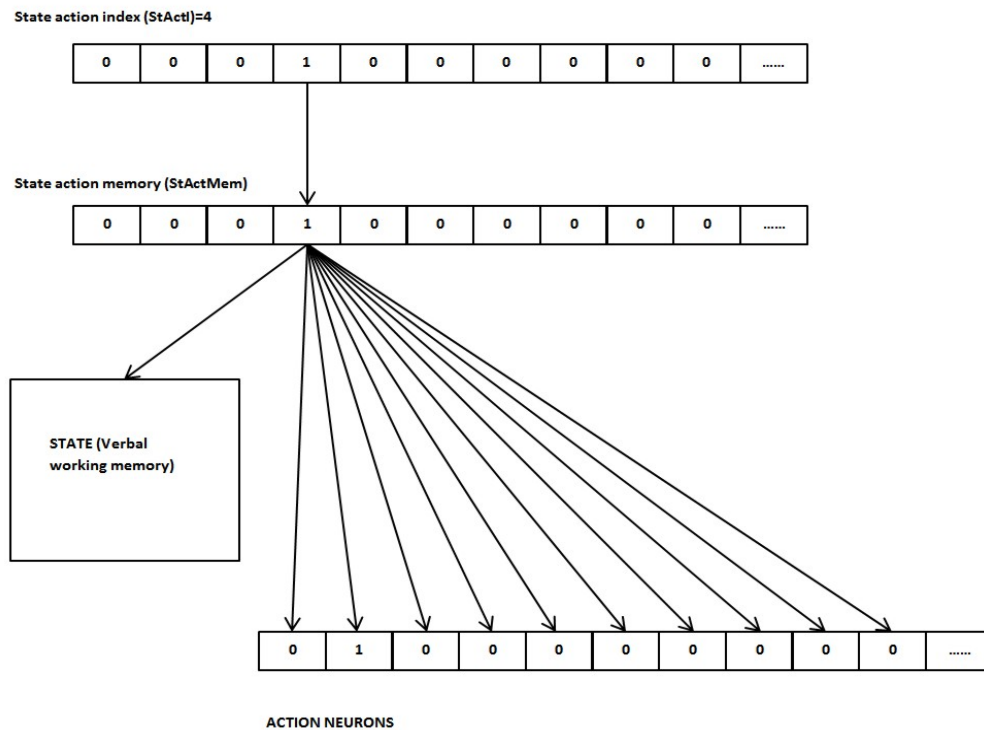 State action index (StActI)=4
0 0 0 1 0 0 0 0 0 0 ......
State action memory (StActMem)
0 0 0 1 0 0 0 0 0 0 ......
STATE (Verbal
working memory)
0 1 0 0 0 0 0 0 0 0 ......
ACTION NEURONS